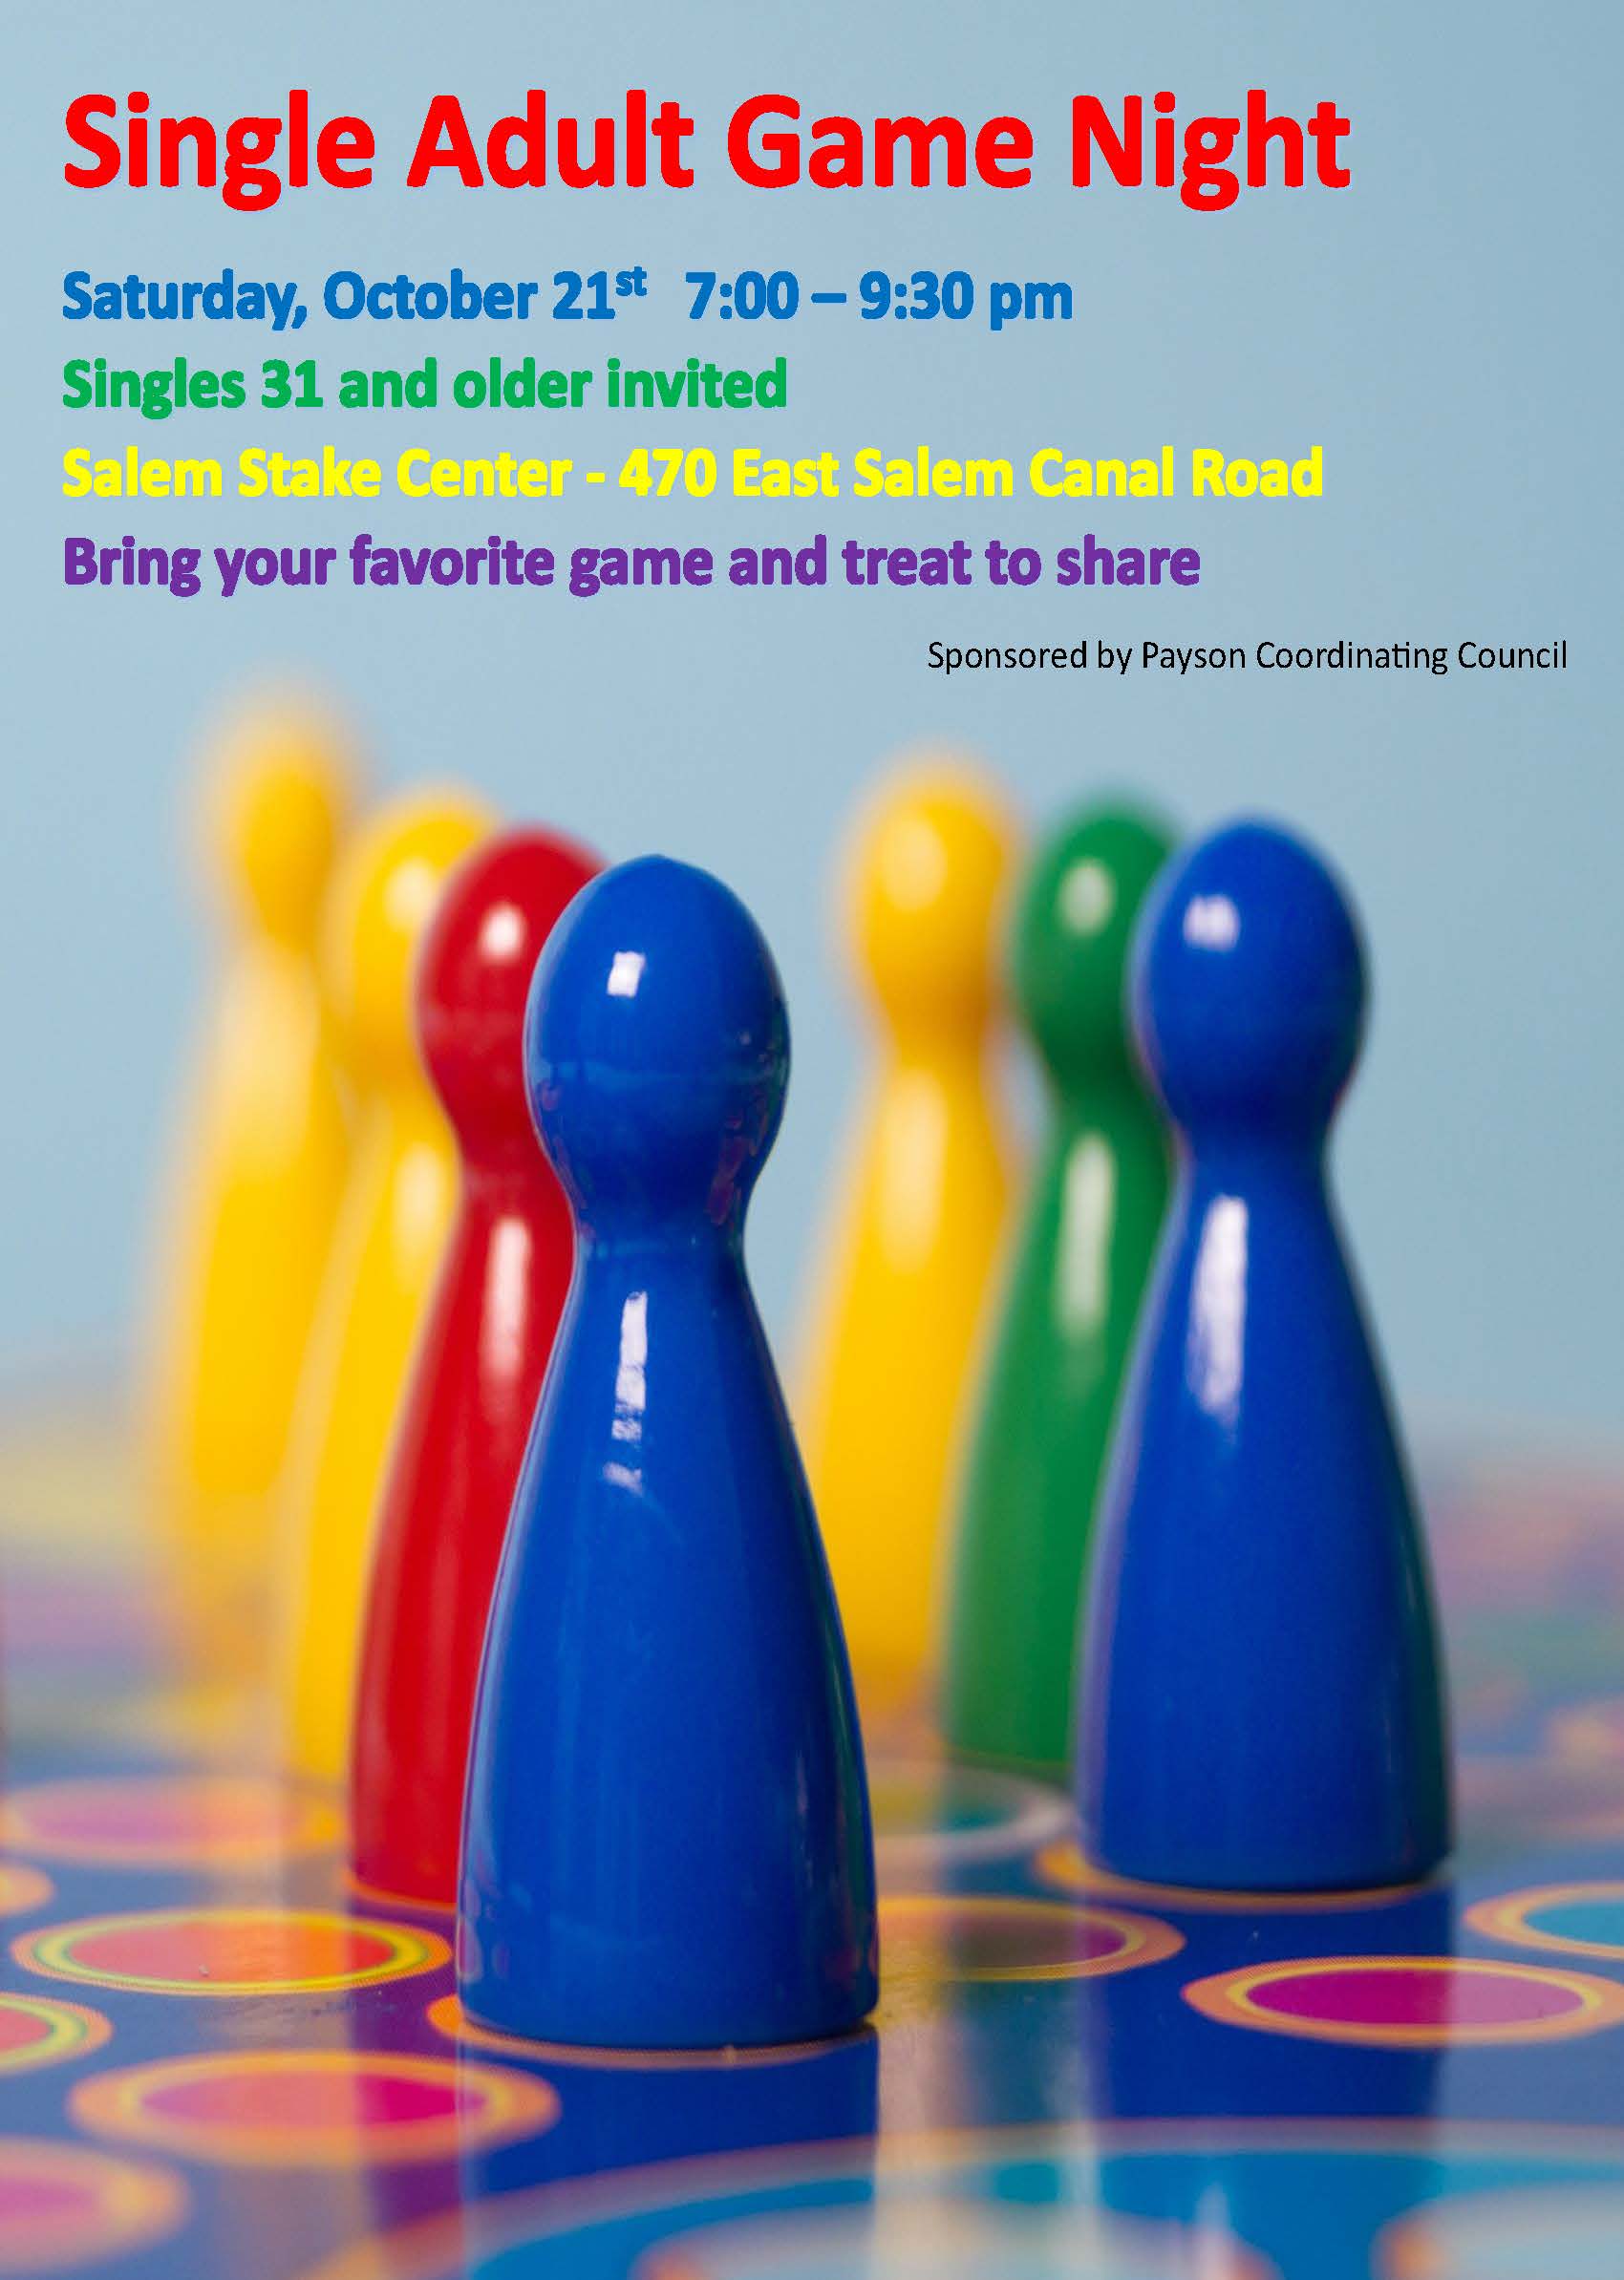 Single Adult Game Night
Saturday, October 21st 7:00 – 9:30 pm
Singles 31 and older invited
Salem Stake Center - 470 East Salem Canal Road
Bring your favorite game and treat to share
Sponsored by Payson Coordinating Council